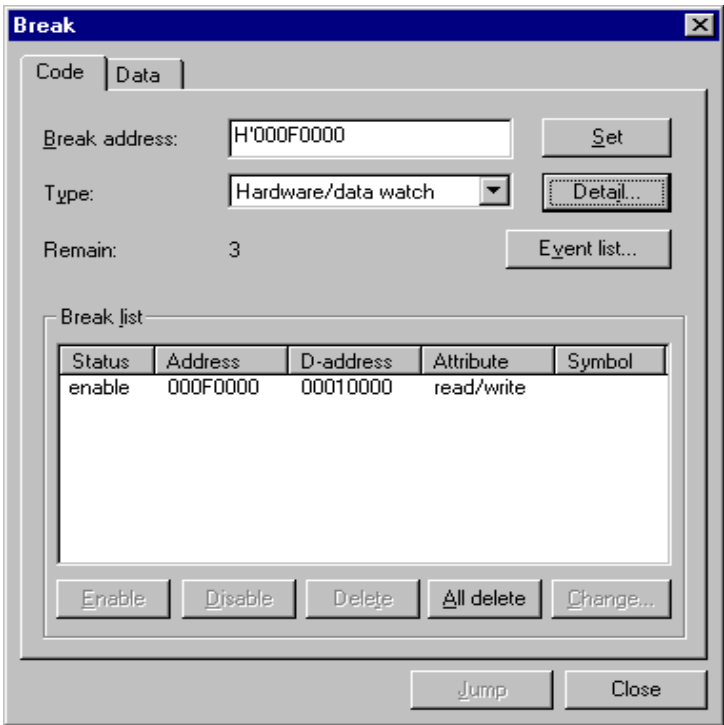 Break
Code Data
Break address: H'000F0000 Set
Type: Hardware/data watch Detail...
Remain: 3 Event list...
Break list
Status Address D-address Attribute Symbol
enable 000F0000 00010000 read/write
Enable Disable Delete All delete Change...
Jump Close